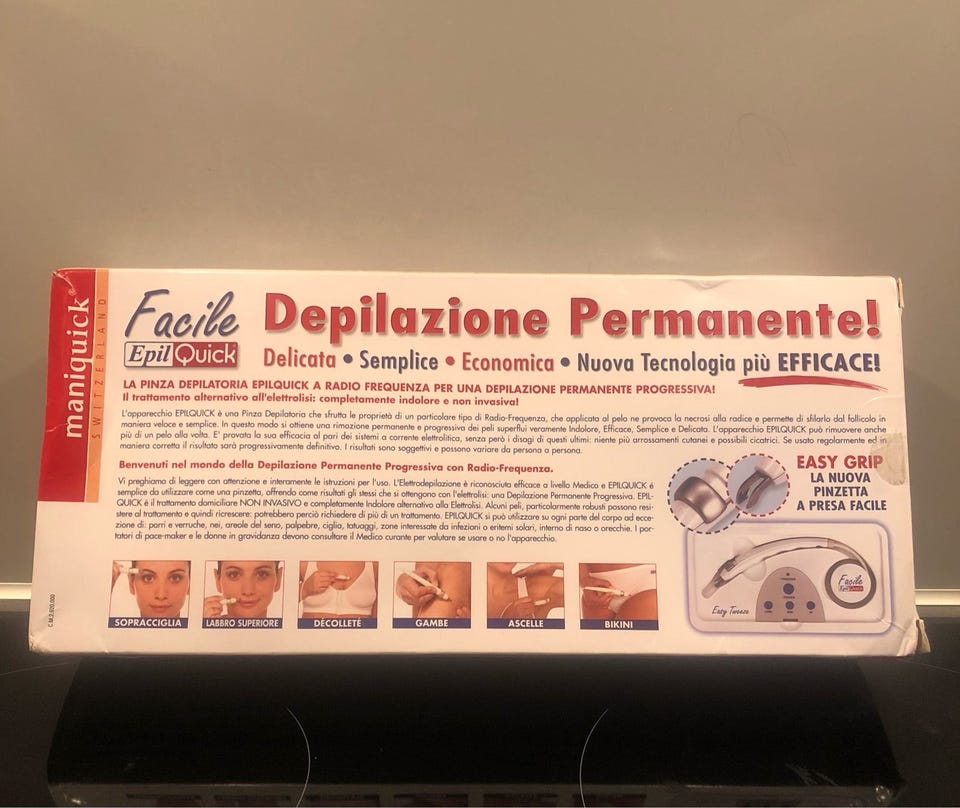 maniquick®
SWITZERLAND
Facile
EpilQuick®
Depilazione Permanente!
Delicata • Semplice • Economica • Nuova Tecnologia più EFFICACE!
LA PINZA DEPILATORIA EPILQUICK A RADIO FREQUENZA PER UNA DEPILAZIONE PERMANENTE PROGRESSIVA!
Il trattamento alternativo all'elettrolisi: completamente indolore e non invasiva!
L'apparecchio EPILQUICK è una Pinza Depilatoria che sfrutta le proprietà di un particolare tipo di Radio-Frequenza, che applicata al pelo ne provoca la necrosi alla radice e permette di sfilarlo dal follicolo in
maniera veloce e semplice. In questo modo si ottiene una rimozione permanente e progressiva dei peli superflui veramente Indolore, Efficace, Semplice e Delicata. L'apparecchio EPILQUICK può rimuovere anche
più di un pelo alla volta. E' provata la sua efficacia al pari dei sistemi a corrente elettrolitica, senza però i disagi di questi ultimi: niente più arrossamenti cutanei e possibili cicatrici. Se usato regolarmente ed in
maniera corretta il risultato sarà progressivamente definitivo. I risultati sono soggettivi e possono variare da persona a persona.
Benvenuti nel mondo della Depilazione Permanente Progressiva con Radio-Frequenza.
Vi preghiamo di leggere con attenzione e interamente le istruzioni per l'uso. L'Elettrodepilazione è riconosciuta efficace a livello Medico e EPILQUICK è
semplice da utilizzare come una pinzetta, offrendo come risultati gli stessi che si ottengono con l'elettrolisi: una Depilazione Permanente Progressiva. EPIL-
QUICK è il trattamento domiciliare NON INVASIVO e completamente Indolore alternativo alla Elettrolisi. Alcuni peli, particolarmente robusti possono resi-
stere al trattamento e quindi ricrescere: potrebbero perciò richiedere di più di un trattamento. EPILQUICK si può utilizzare su ogni parte del corpo ad ecce-
zione di: porri e verruche, nei, areole del seno, palpebre, ciglia, tatuaggi, zone interessate da infezioni o eritemi solari, interno di naso o orecchie. I por-
tatori di pace-maker e le donne in gravidanza devono consultare il Medico curante per valutare se usare o no l'apparecchio.
EASY GRIP
LA NUOVA
PINZETTA
A PRESA FACILE
SOPRACCIGLIA
LABBRO SUPERIORE
DÉCOLLETÉ
GAMBE
ASCELLE
BIKINI
Easy Tweeze
Facile
EpilQuick
C.M.2.020.000